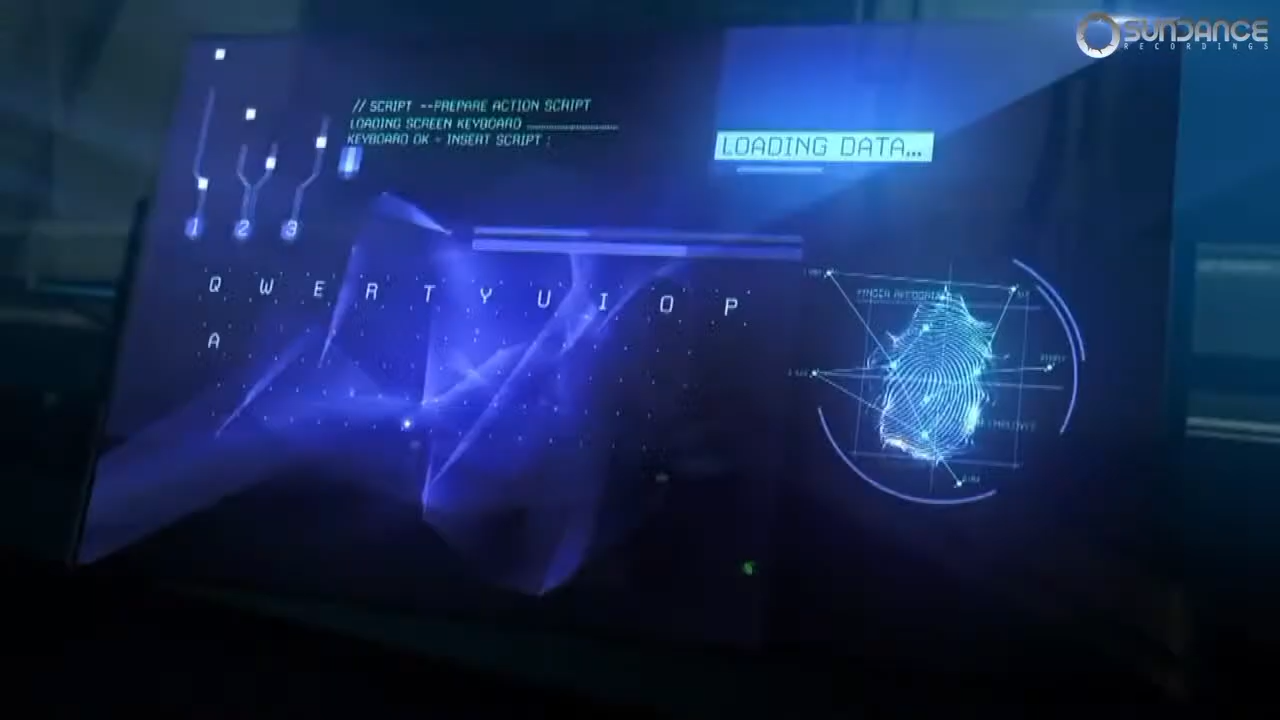 SUNDANCE
RECORDINGS
// SCRIPT --PREPARE ACTION SCRIPT
LOADING SCREEN KEYBOARD
KEYBOARD OK - INSERT SCRIPT :
LOADING DATA...
1 2 3
Q W E R T Y U I O P
A